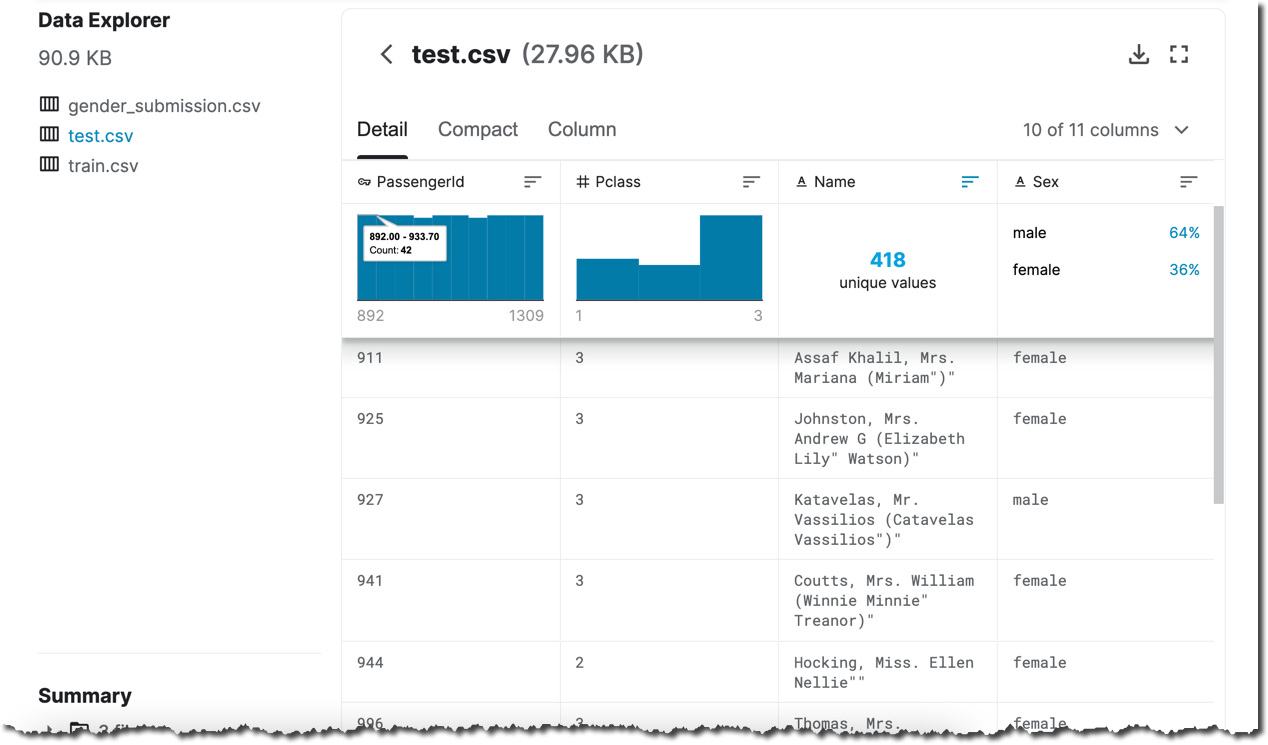 Data Explorer
90.9 KB
gender_submission.csv
test.csv
train.csv
Summary
test.csv (27.96 KB)
Detail Compact Column 10 of 11 columns
PassengerId # Pclass A Name A Sex
892.00 - 933.70
Count: 42
892 1309
1 3
418
unique values
male 64%
female 36%
911 3 Assaf Khalil, Mrs. female
Mariana (Miriam")"
925 3 Johnston, Mrs. female
Andrew G (Elizabeth
Lily" Watson)"
927 3 Katavelas, Mr. male
Vassilios (Catavelas
Vassilios")"
941 3 Coutts, Mrs. William female
(Winnie Minnie"
Treanor)"
944 2 Hocking, Miss. Ellen female
Nellie""
996 3 Thomas, Mrs. female